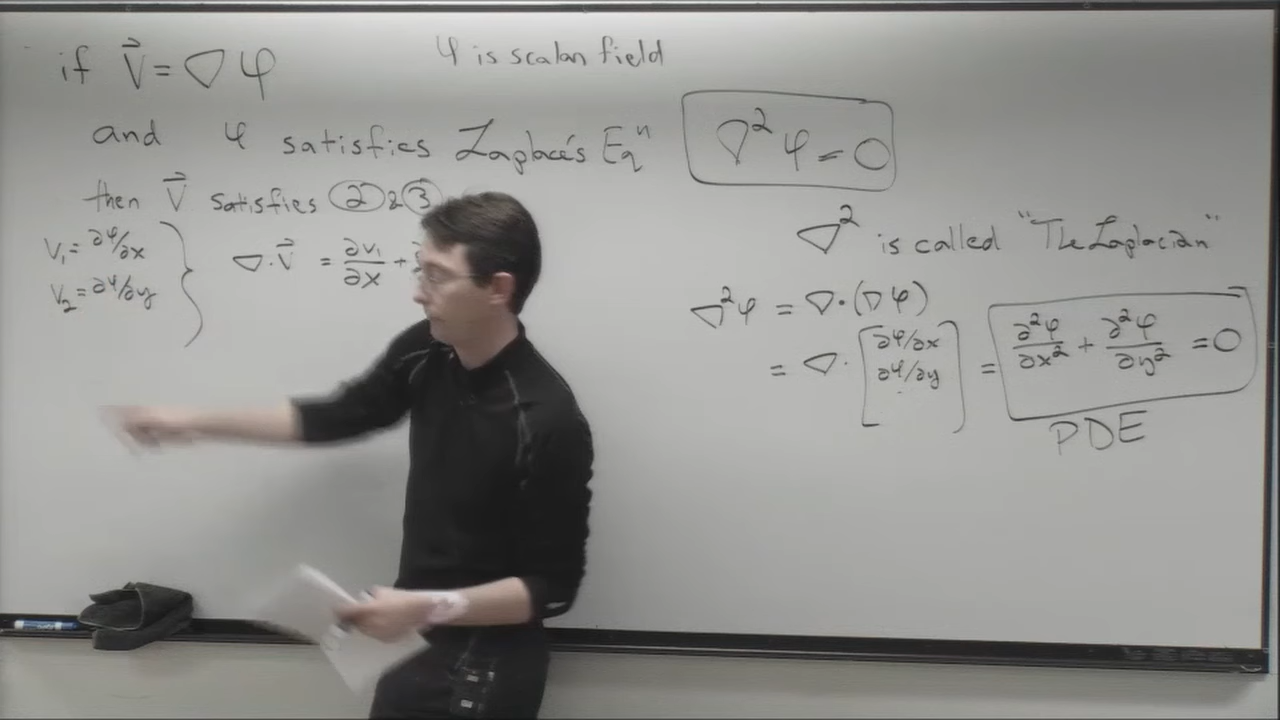 if V⃗ = ∇φ
φ is scalar field
and φ satisfies Laplace's Eqⁿ
∇²φ = 0
then V⃗ satisfies ② & ③
V₁ = ∂φ/∂x
V₂ = ∂φ/∂y
∇·V⃗ = ∂v₁/∂x +
∇² is called "The Laplacian"
∇²φ = ∇·(∇φ)
= ∇·[∂φ/∂x ∂φ/∂y] = ∂²φ/∂x² + ∂²φ/∂y² = 0
PDE